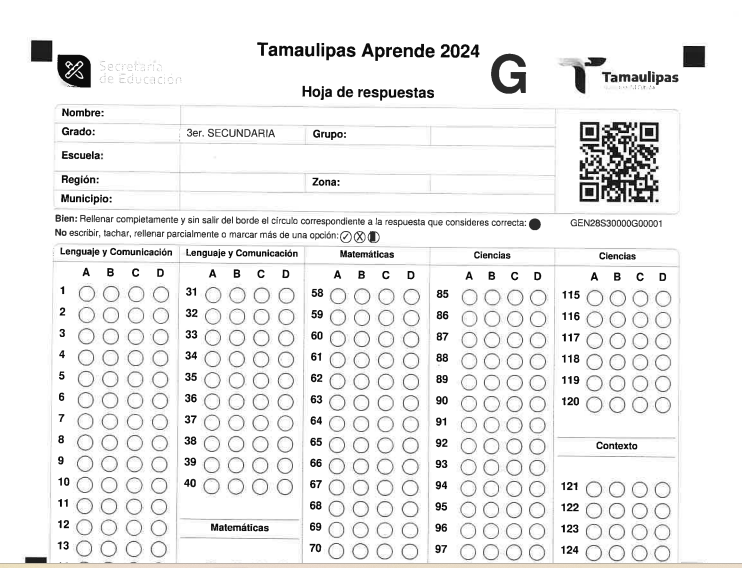 Secretaría
de Educación
Tamaulipas Aprende 2024
G
Tamaulipas
Hoja de respuestas
Nombre:
Grado: 3er. SECUNDARIA Grupo:
Escuela:
Región: Zona:
Municipio:
GEN28S30000G00001
Bien: Rellenar completamente y sin salir del borde el círculo correspondiente a la respuesta que consideres correcta:
No escribir, tachar, rellenar parcialmente o marcar más de una opción:
Lenguaje y Comunicación
A B C D
1
2
3
4
5
6
7
8
9
10
11
12
13
Lenguaje y Comunicación
A B C D
31
32
33
34
35
36
37
38
39
40
Matemáticas
Matemáticas
A B C D
58
59
60
61
62
63
64
65
66
67
68
69
70
Ciencias
A B C D
85
86
87
88
89
90
91
92
93
94
95
96
97
Ciencias
A B C D
115
116
117
118
119
120
Contexto
121
122
123
124